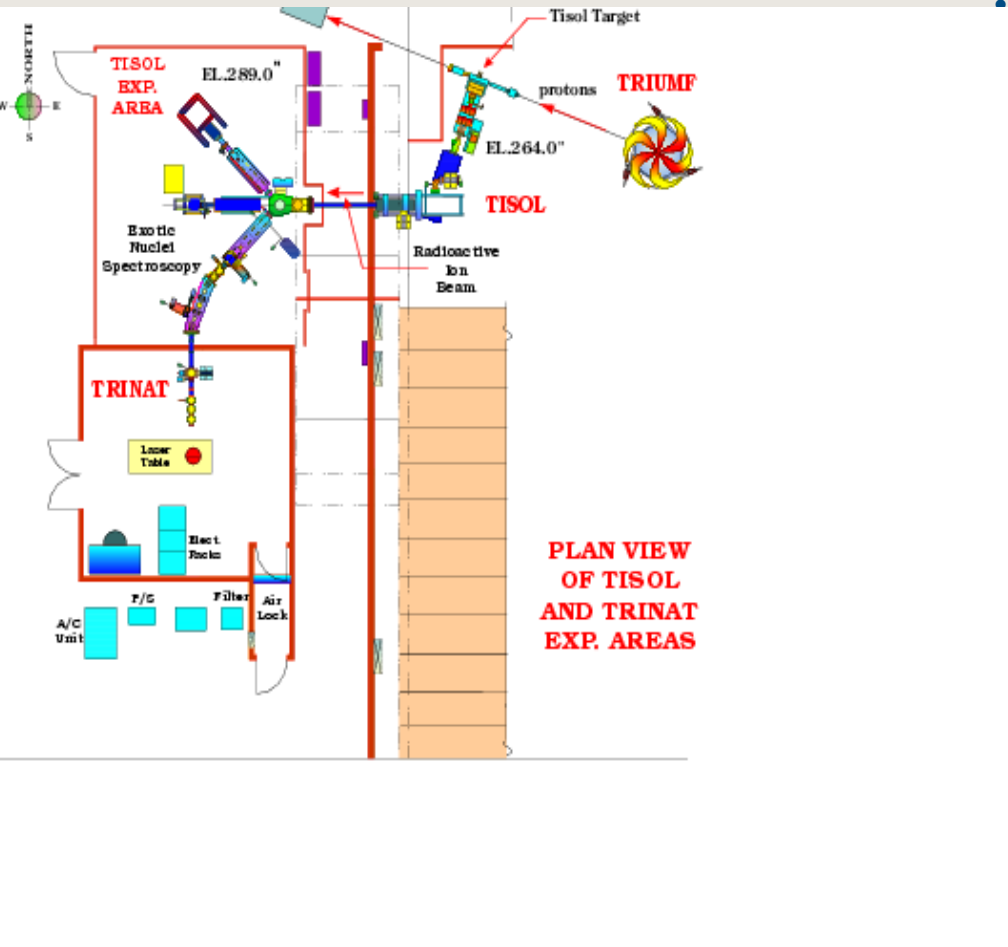 Tisol Target
NORTH
W
E
S
TISOL
EXP.
AREA
EL.289.0"
protons
TRIUMF
EL.264.0"
TISOL
Exotic
Nuclei
Spectroscopy
Radioactive
Ion
Beam
TRINAT
Laser
Table
Elect.
Racks
PLAN VIEW
OF TISOL
AND TRINAT
EXP. AREAS
P/S
Filter
Air
Lock
A/C
Unit